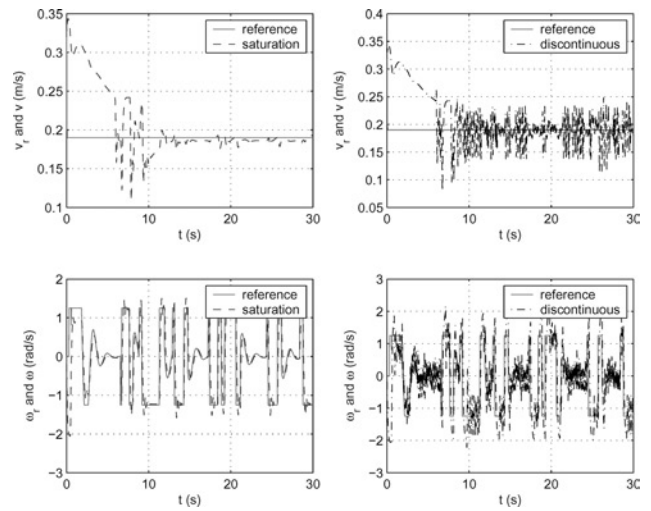 0.35
0.3
0.25
0.2
0.15
0.1
0 10 20 30
t (s)
v_r and v (m/s)
reference
saturation
0.4
0.35
0.3
0.25
0.2
0.15
0.1
0.05
0 10 20 30
t (s)
v_r and v (m/s)
reference
discontinuous
2
1
0
−1
−2
−3
0 10 20 30
t (s)
ω_r and ω (rad/s)
reference
saturation
3
2
1
0
−1
−2
−3
0 10 20 30
t (s)
ω_r and ω (rad/s)
reference
discontinuous